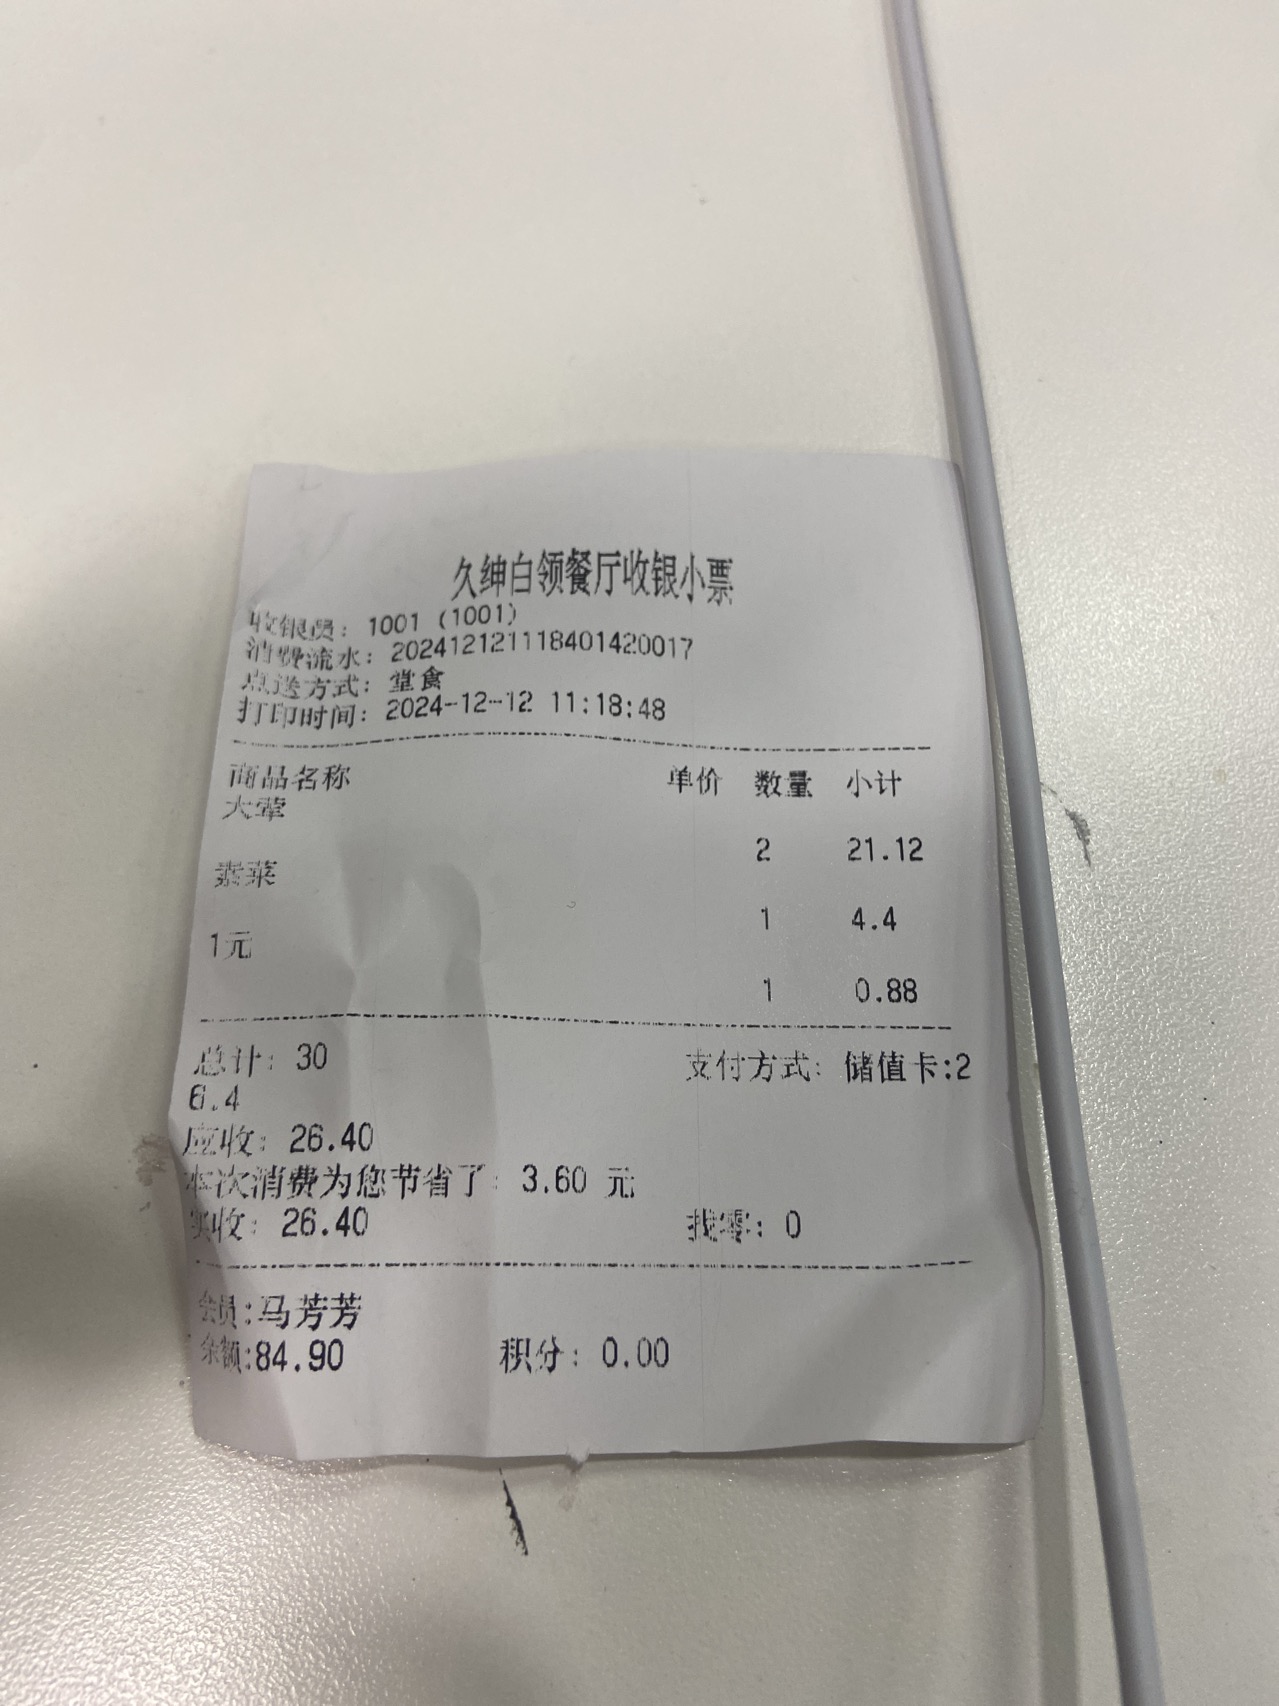 久绅白领餐厅收银小票
收银员：1001 (1001)
消费流水：202412121118401420017
点送方式：堂食
打印时间：2024-12-12 11:18:48
商品名称 单价 数量 小计
大荤
2 21.12
素菜
1 4.4
1元
1 0.88
总计：30 支付方式：储值卡:2
6.4
应收：26.40
本次消费为您节省了：3.60 元
实收：26.40 找零：0
会员:马芳芳
余额:84.90 积分：0.00